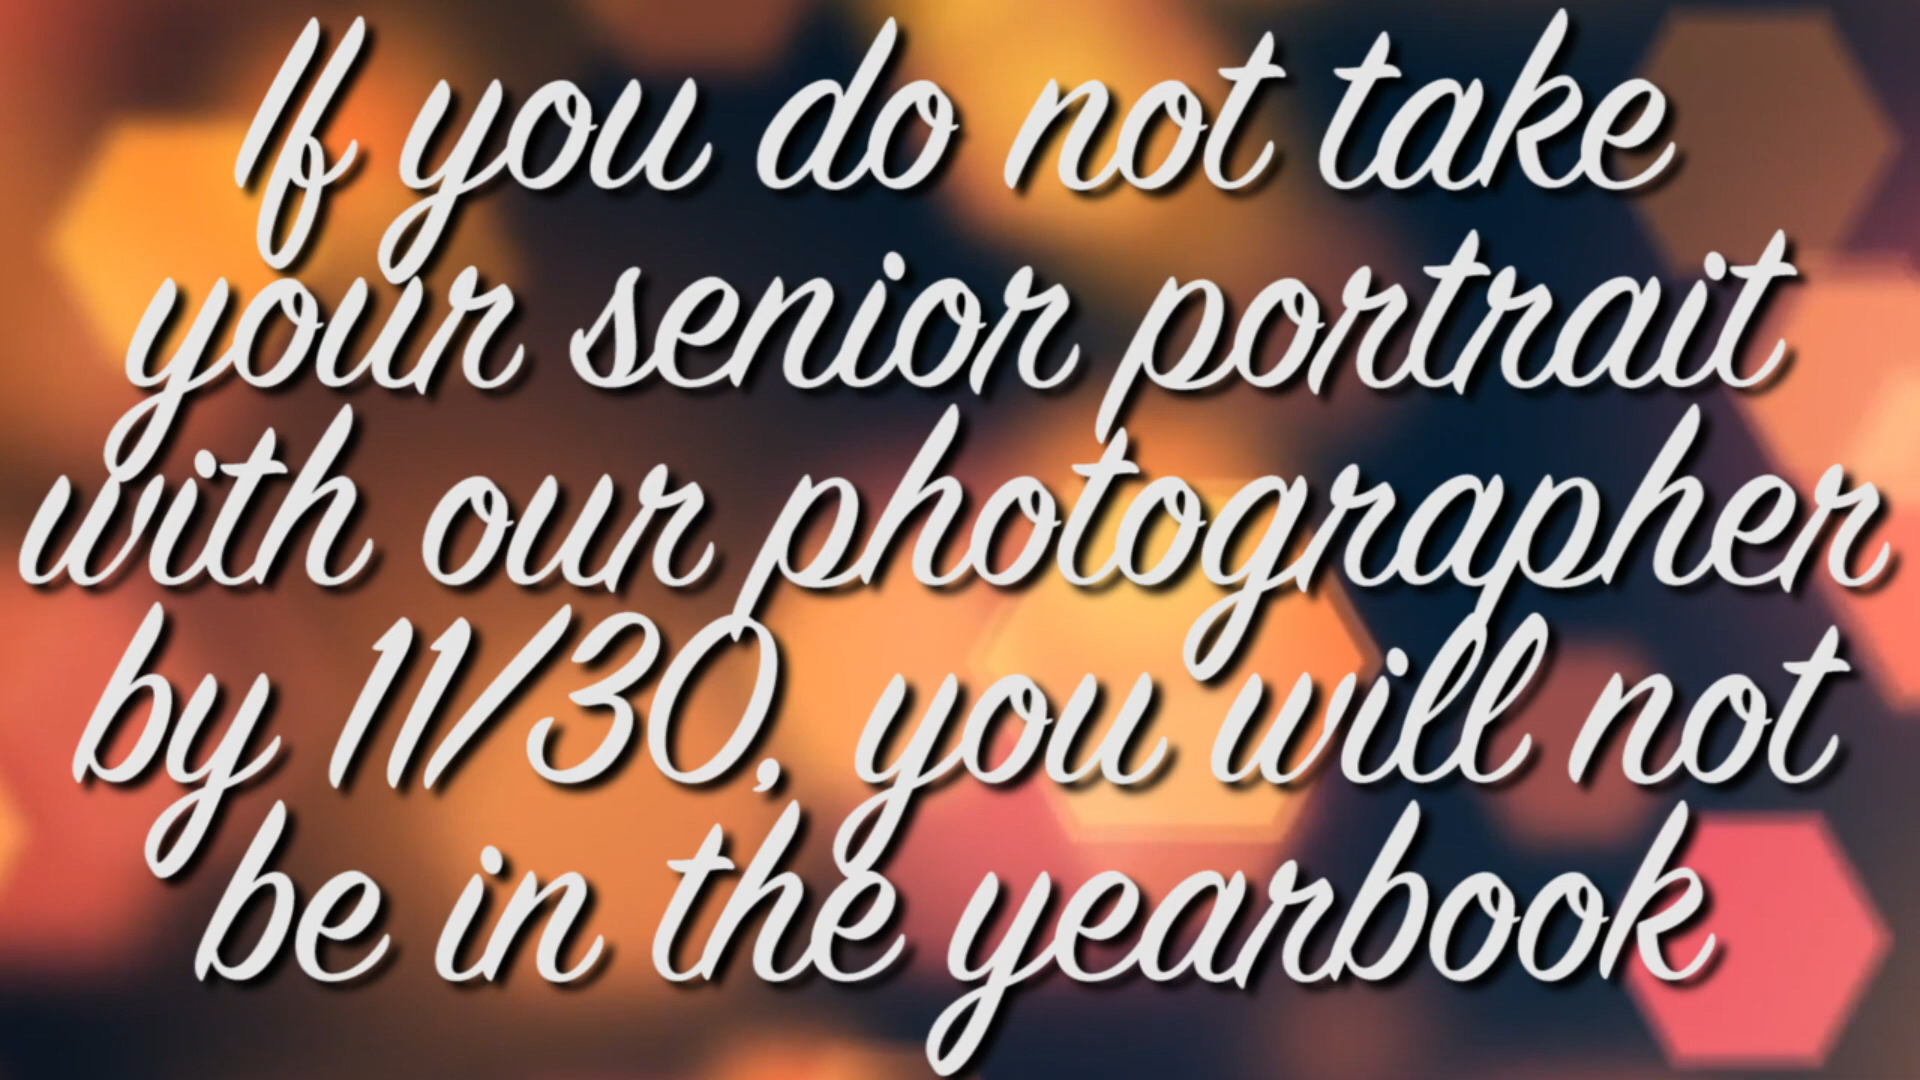 If you do not take
your senior portrait
with our photographer
by 11/30, you will not
be in the yearbook